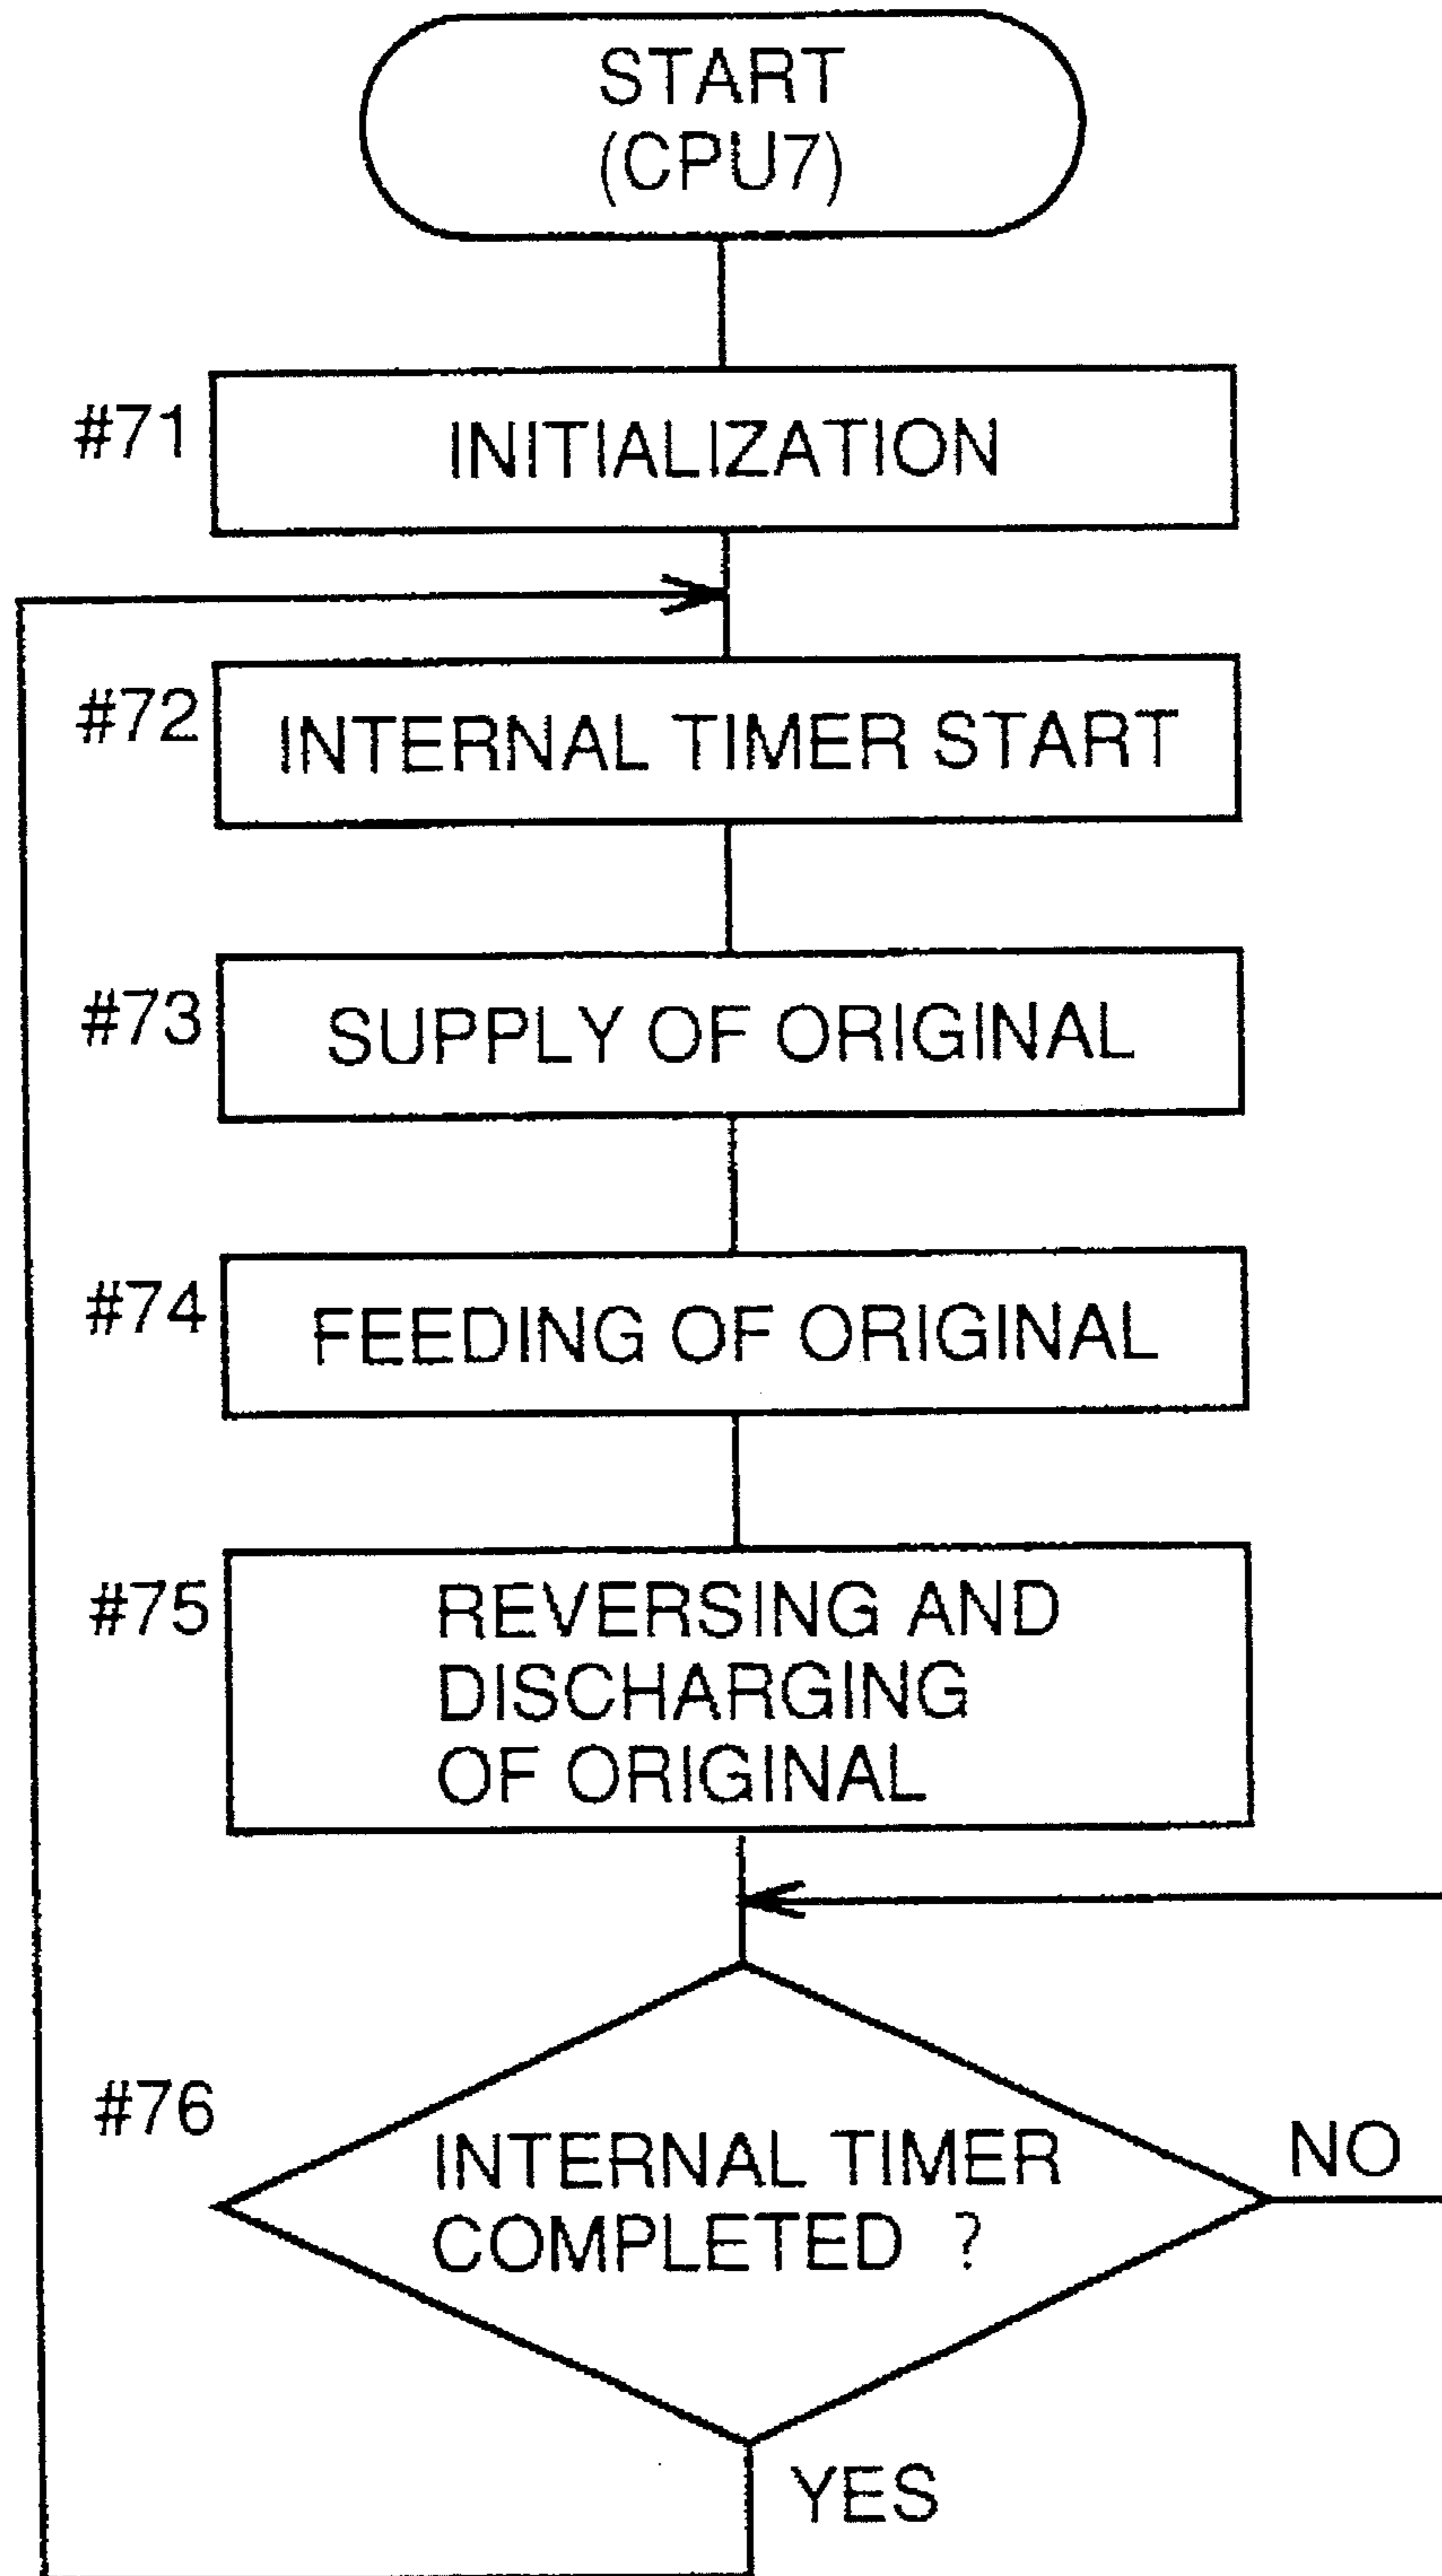 START
(CPU7)
#71
INITIALIZATION
#72
INTERNAL TIMER START
#73
SUPPLY OF ORIGINAL
#74
FEEDING OF ORIGINAL
#75
REVERSING AND
DISCHARGING
OF ORIGINAL
#76
INTERNAL TIMER
COMPLETED ?
NO
YES